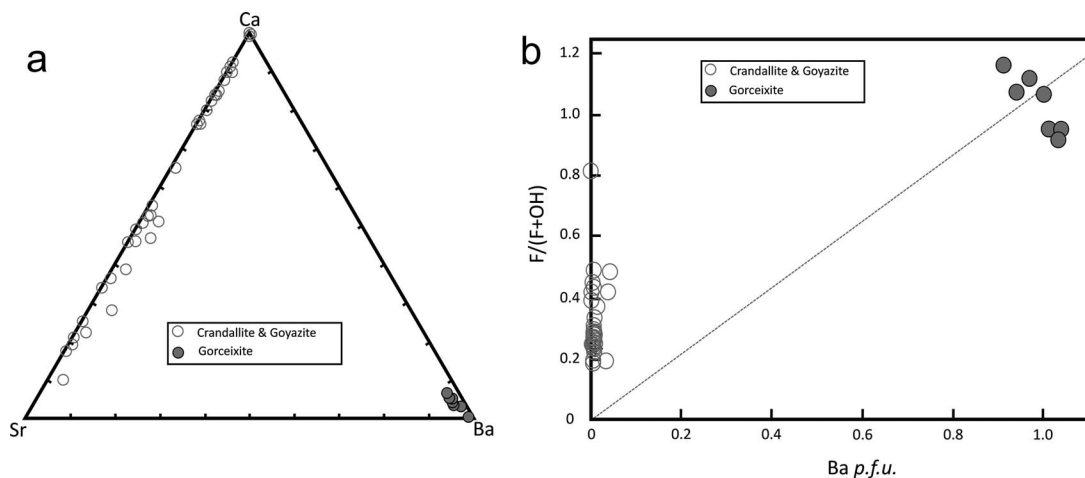 a
Ca
Crandallite & Goyazite
Gorceixite
Sr
Ba
b
1.2
1.0
0.8
0.6
0.4
0.2
0
F/(F+OH)
Crandallite & Goyazite
Gorceixite
0
0.2
0.4
0.6
0.8
1.0
Ba p.f.u.